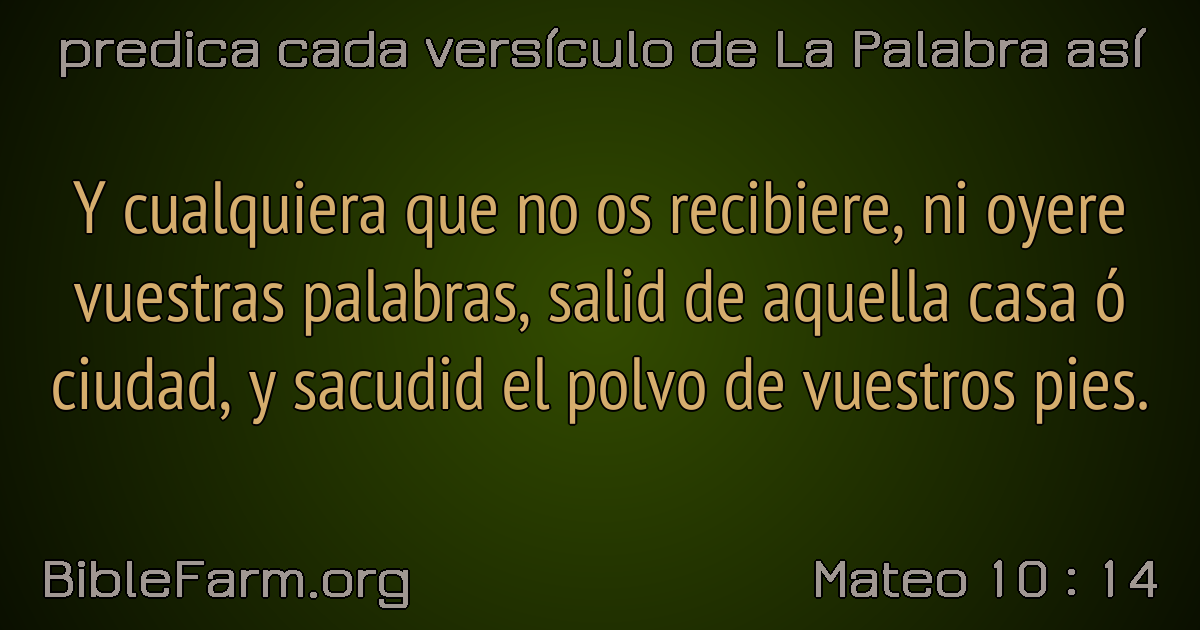 predica cada versículo de La Palabra así
Y cualquiera que no os recibiere, ni oyere
vuestras palabras, salid de aquella casa ó
ciudad, y sacudid el polvo de vuestros pies.
BibleFarm.org
Mateo 10 : 14